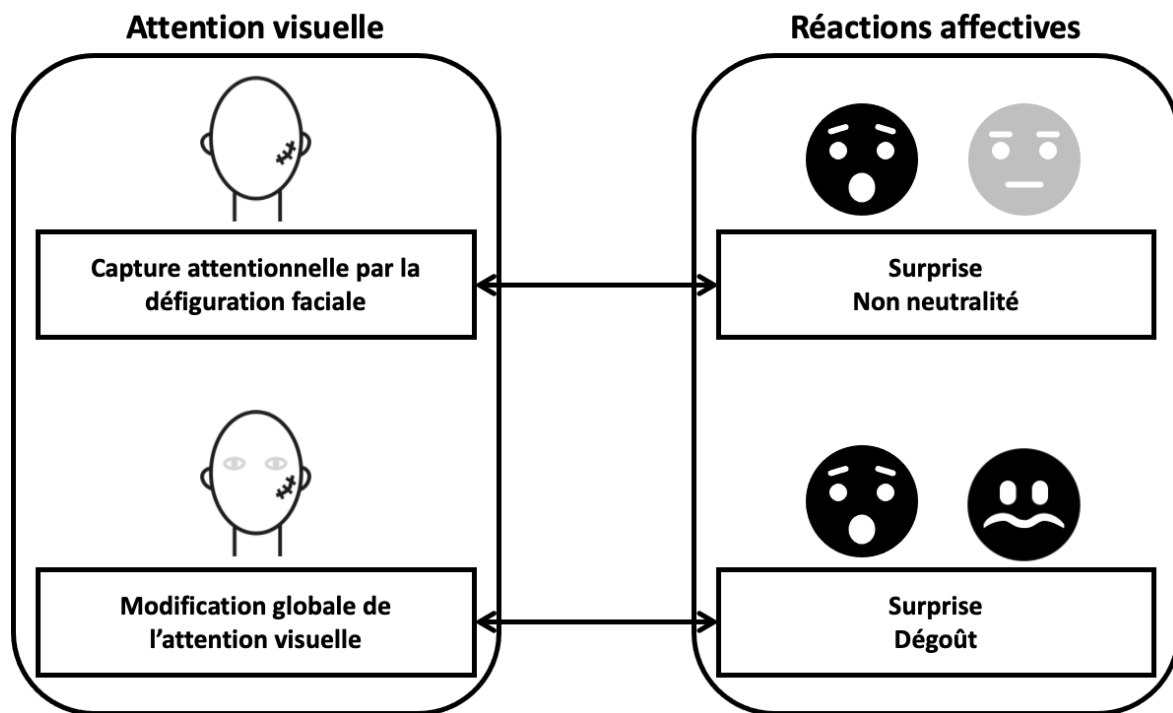 Attention visuelle
Réactions affectives
Capture attentionnelle par la
défiguration faciale
Surprise
Non neutralité
Modification globale de
l'attention visuelle
Surprise
Dégoût